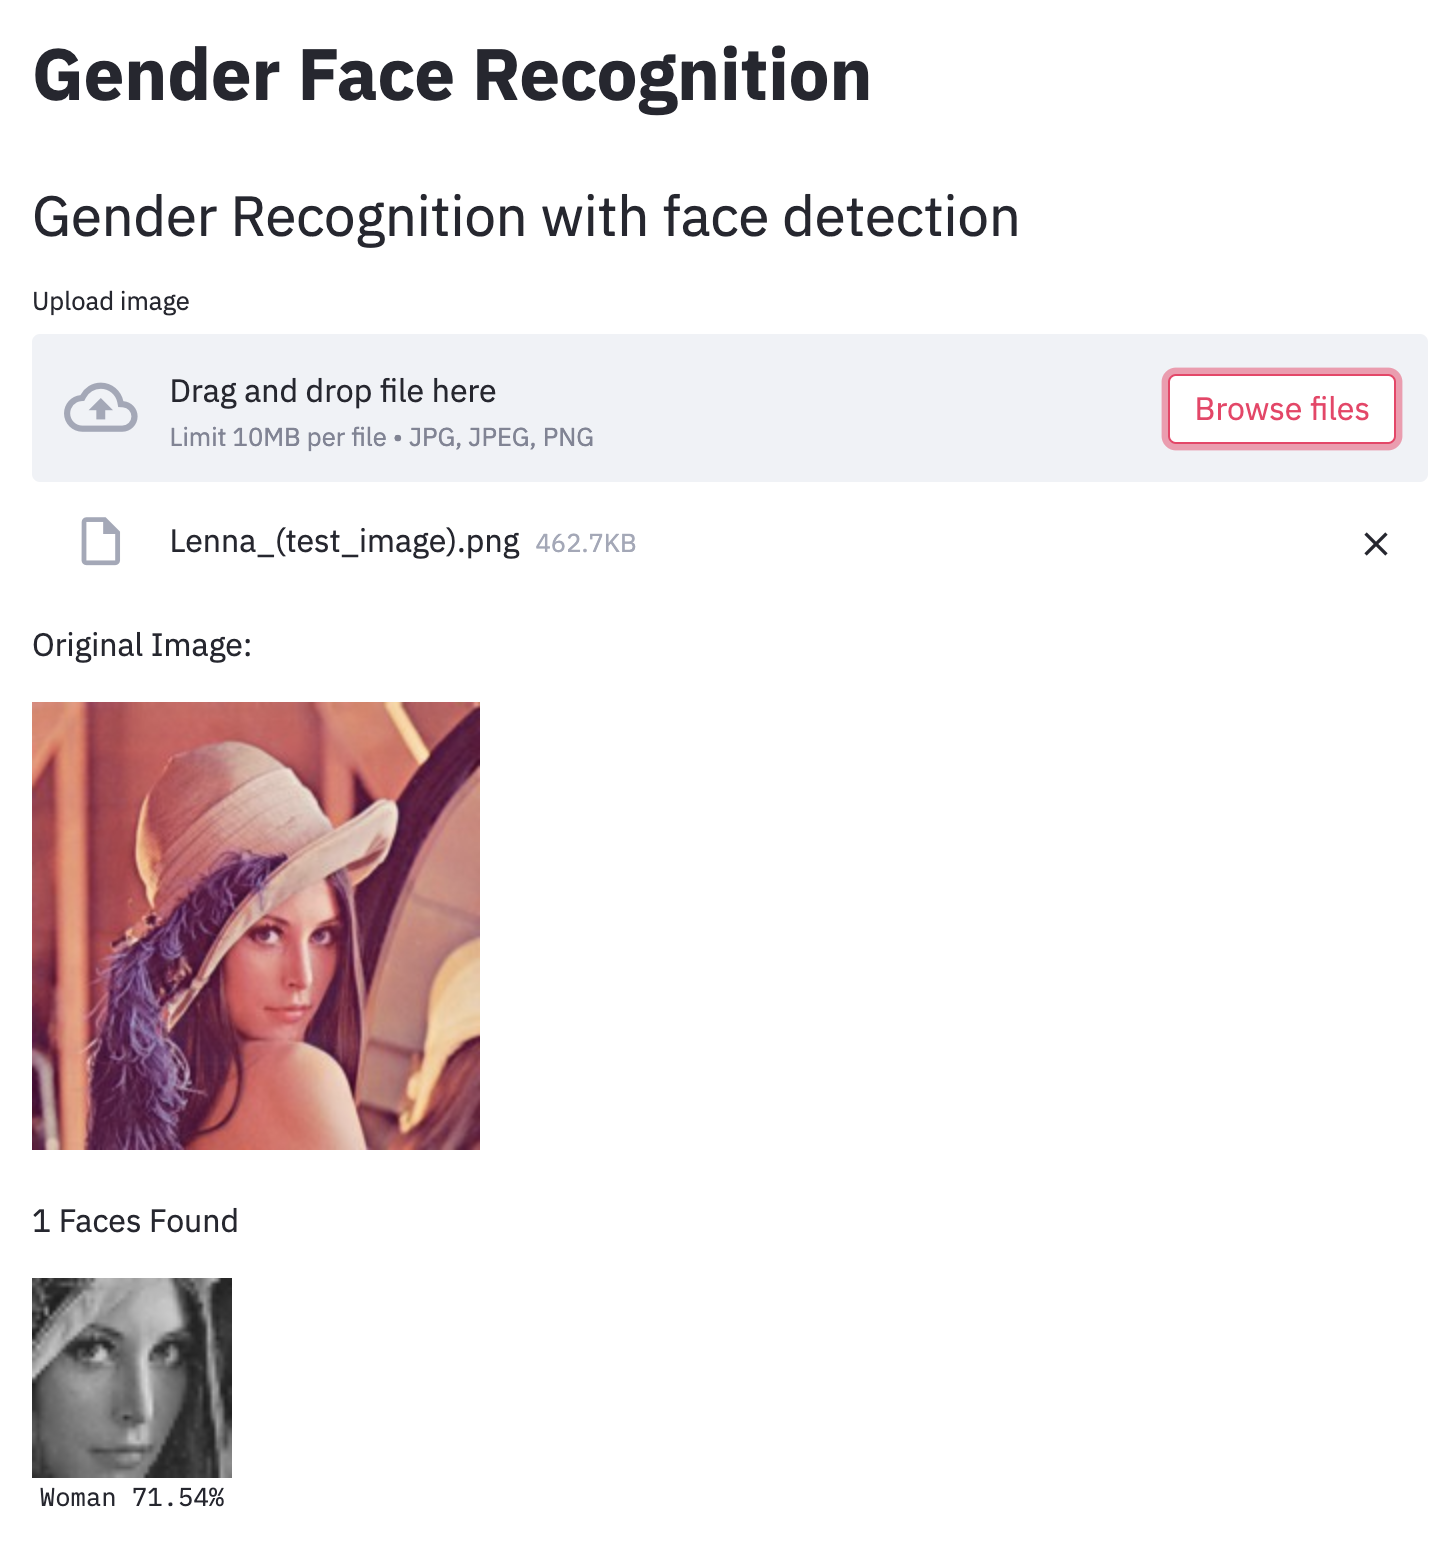 Gender Face Recognition
Gender Recognition with face detection
Upload image
Drag and drop file here
Limit 10MB per file • JPG, JPEG, PNG
Browse files
Lenna_(test_image).png 462.7KB
Original Image:
1 Faces Found
Woman 71.54%